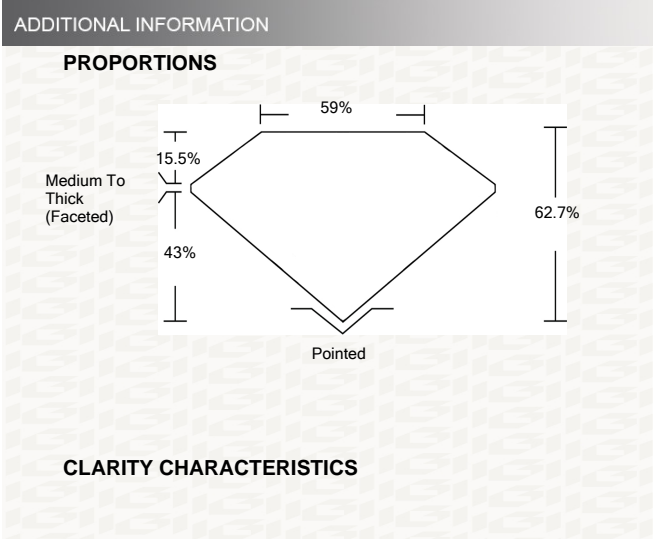 ADDITIONAL INFORMATION
PROPORTIONS
59%
15.5%
Medium To
Thick
(Faceted)
62.7%
43%
Pointed
CLARITY CHARACTERISTICS